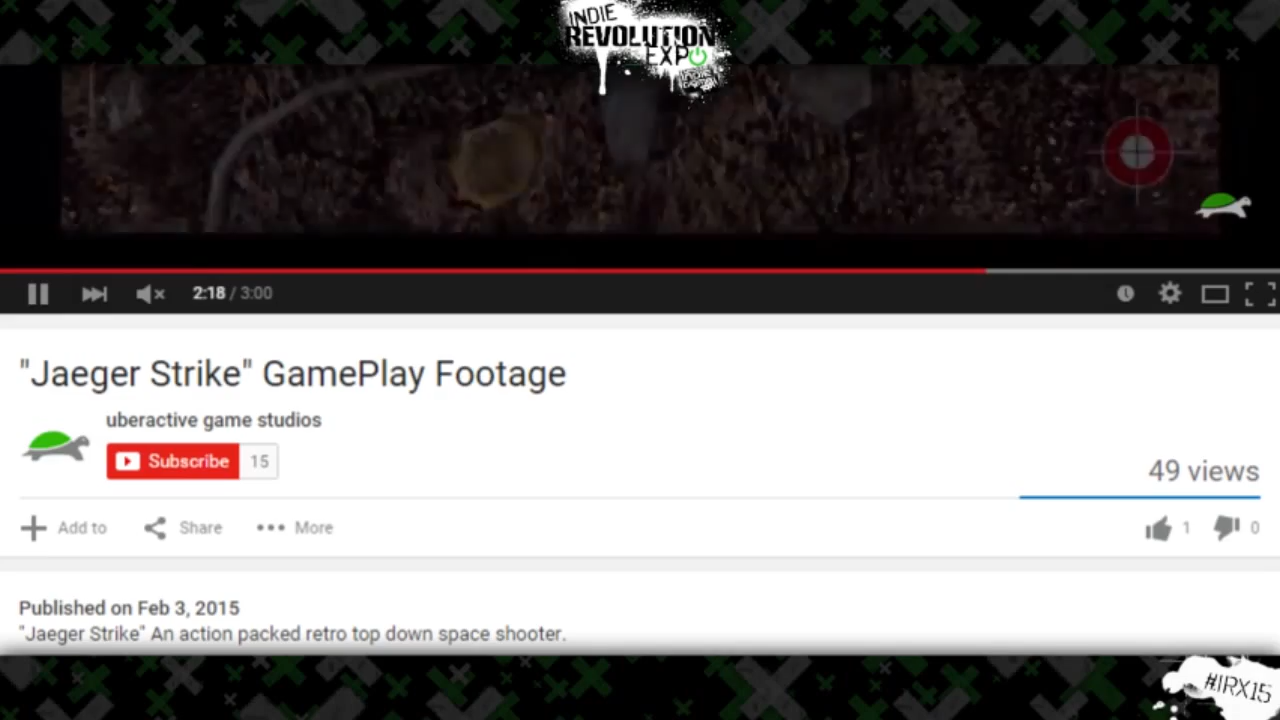 INDIE
REVOLUTION
EXPO
2:18 / 3:00
"Jaeger Strike" GamePlay Footage
uberactive game studios
Subscribe 15
49 views
Add to Share More 1 0
Published on Feb 3, 2015
"Jaeger Strike" An action packed retro top down space shooter.
#IRX15